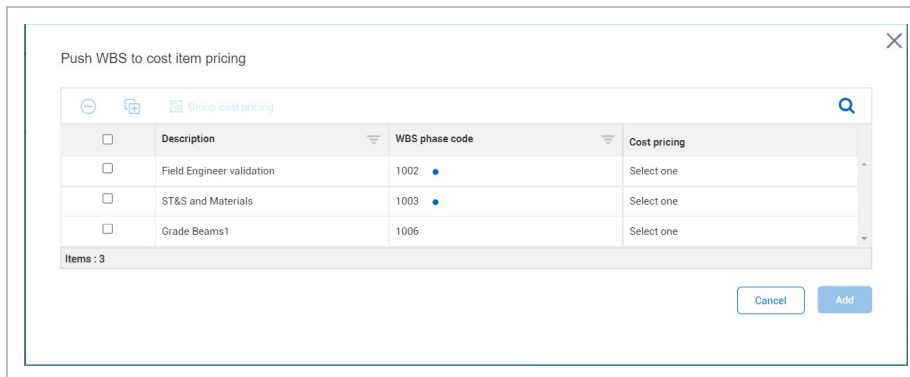 Push WBS to cost item pricing
Group cost pricing
Description WBS phase code Cost pricing
Field Engineer validation 1002 Select one
ST&S and Materials 1003 Select one
Grade Beams1 1006 Select one
Items : 3
Cancel Add